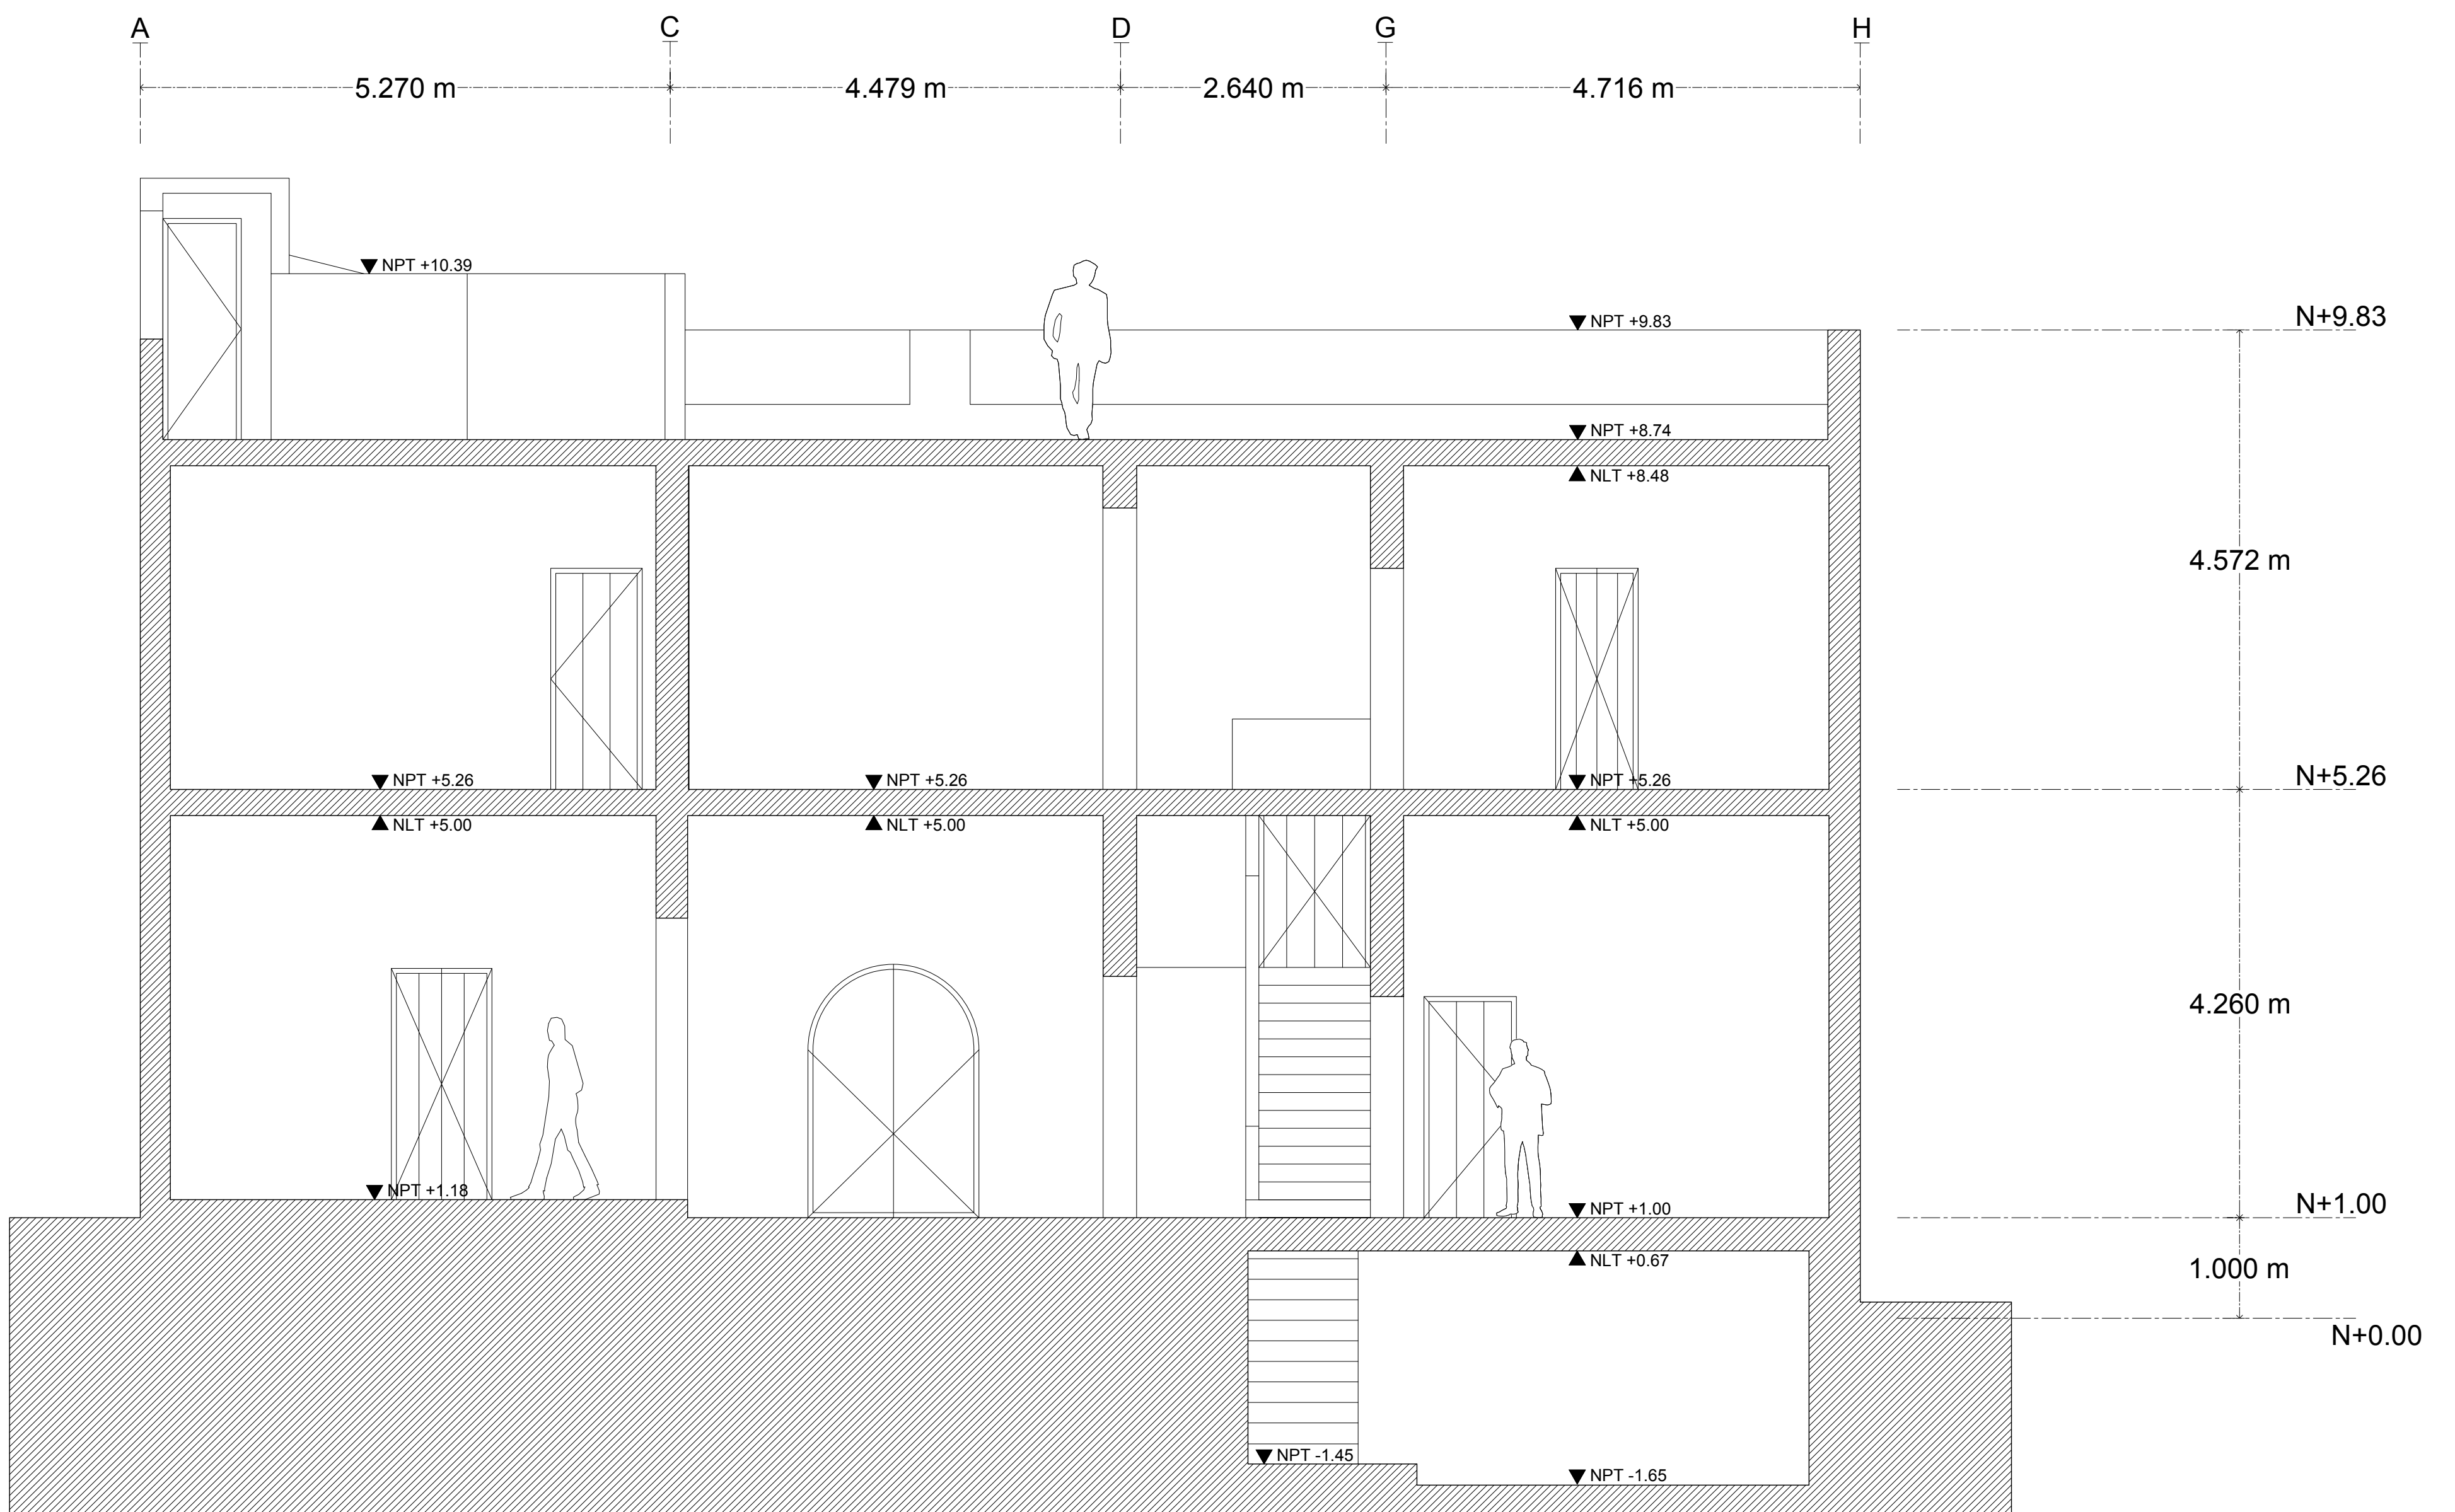 A C D G H
5.270 m 4.479 m 2.640 m 4.716 m
NPT +10.39
NPT +9.83
N+9.83
NPT +8.74
NLT +8.48
4.572 m
NPT +5.26 NPT +5.26 NPT +5.26
N+5.26
NLT +5.00 NLT +5.00 NLT +5.00
4.260 m
NPT +1.18
NPT +1.00
N+1.00
NLT +0.67
1.000 m
N+0.00
NPT -1.45
NPT -1.65